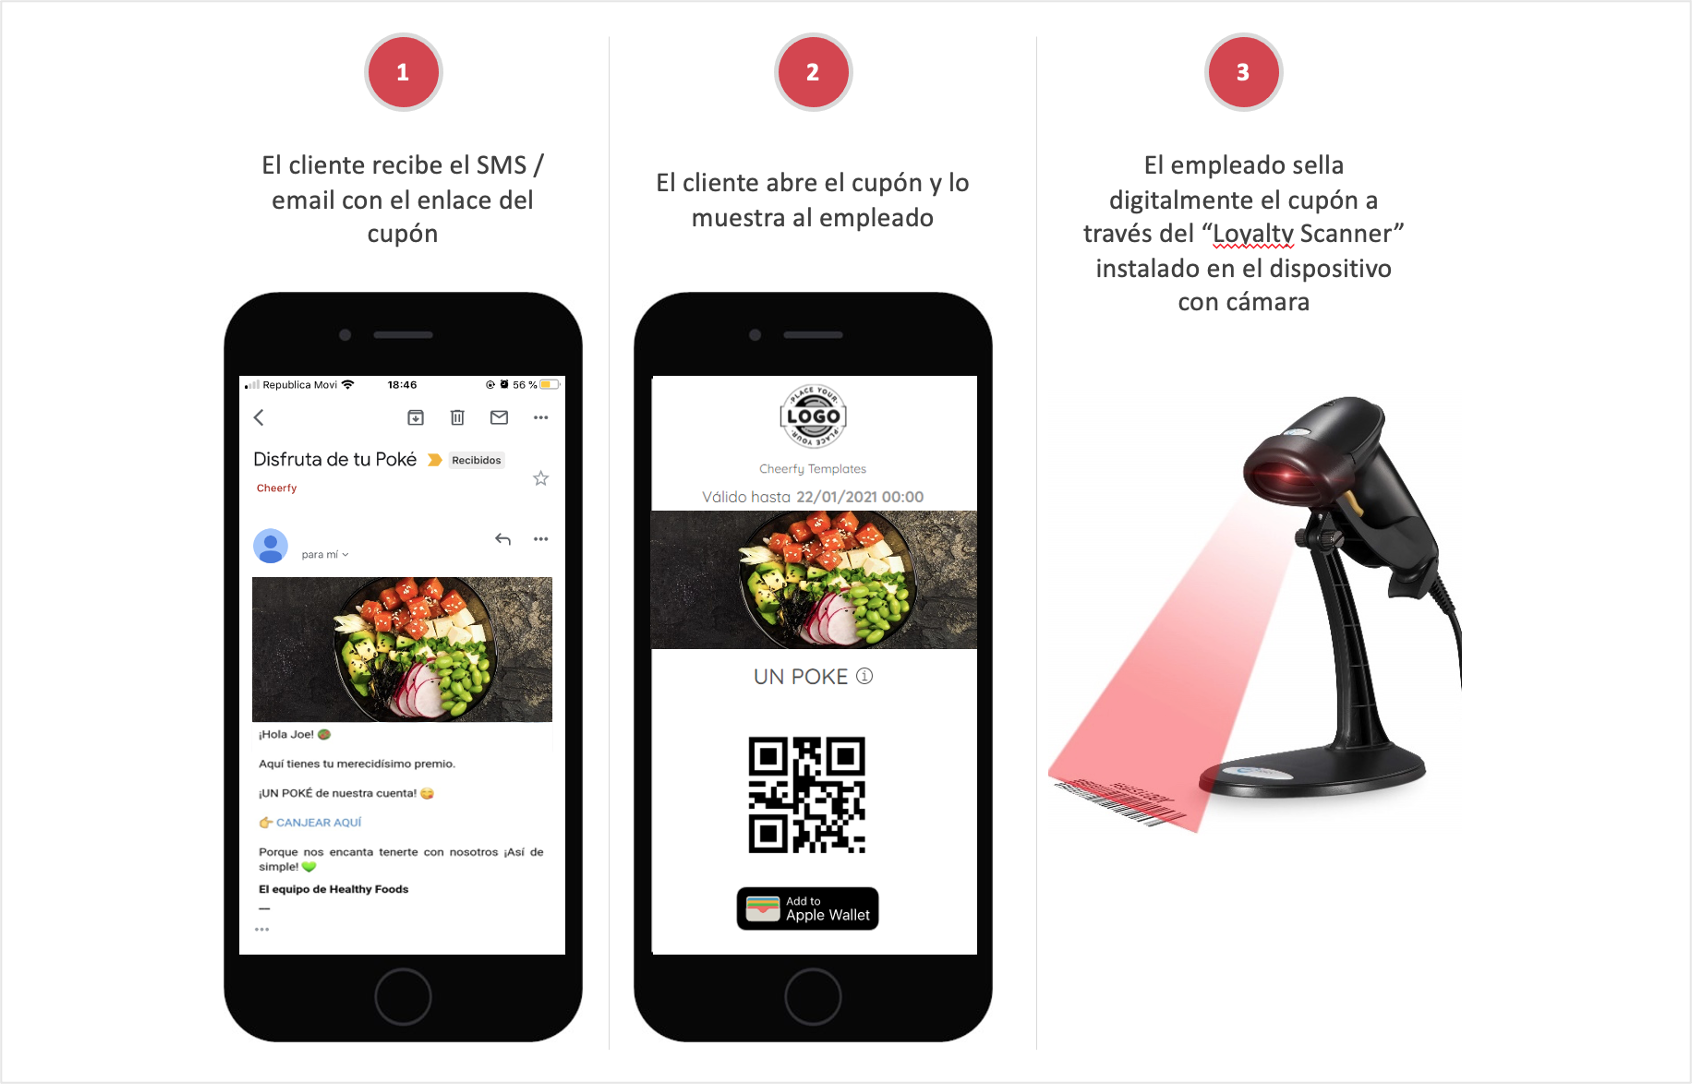 1
El cliente recibe el SMS /
email con el enlace del
cupón
Republica Movi
18:46
56 %
Disfruta de tu Poké
Recibidos
Cheerfy
para mí
¡Hola Joe!
Aquí tienes tu merecidísimo premio.
¡UN POKÉ de nuestra cuenta!
CANJEAR AQUÍ
Porque nos encanta tenerte con nosotros ¡Así de
simple!
El equipo de Healthy Foods
2
El cliente abre el cupón y lo
muestra al empleado
PLACE YOUR
LOGO
PLACE YOUR
Cheerfy Templates
Válido hasta 22/01/2021 00:00
UN POKE
Add to
Apple Wallet
3
El empleado sella
digitalmente el cupón a
través del “Loyalty Scanner”
instalado en el dispositivo
con cámara